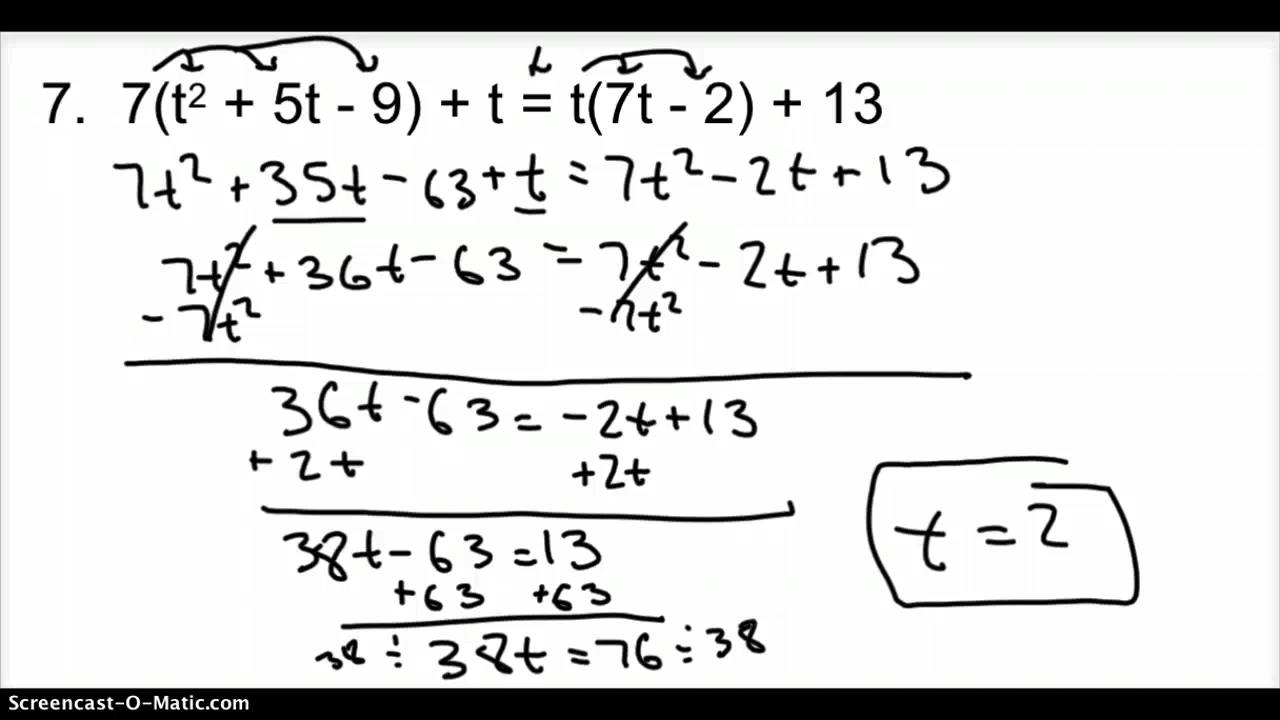 7. 7(t² + 5t - 9) + t = t(7t - 2) + 13
7t² + 35t - 63 + t = 7t² - 2t + 13
7t² + 36t - 63 = 7t² - 2t + 13
- 7t² - 7t²
36t - 63 = -2t + 13
+ 2t +2t
38t - 63 = 13
+63 +63
38 ÷ 38t = 76 ÷ 38
t = 2
Screencast-O-Matic.com